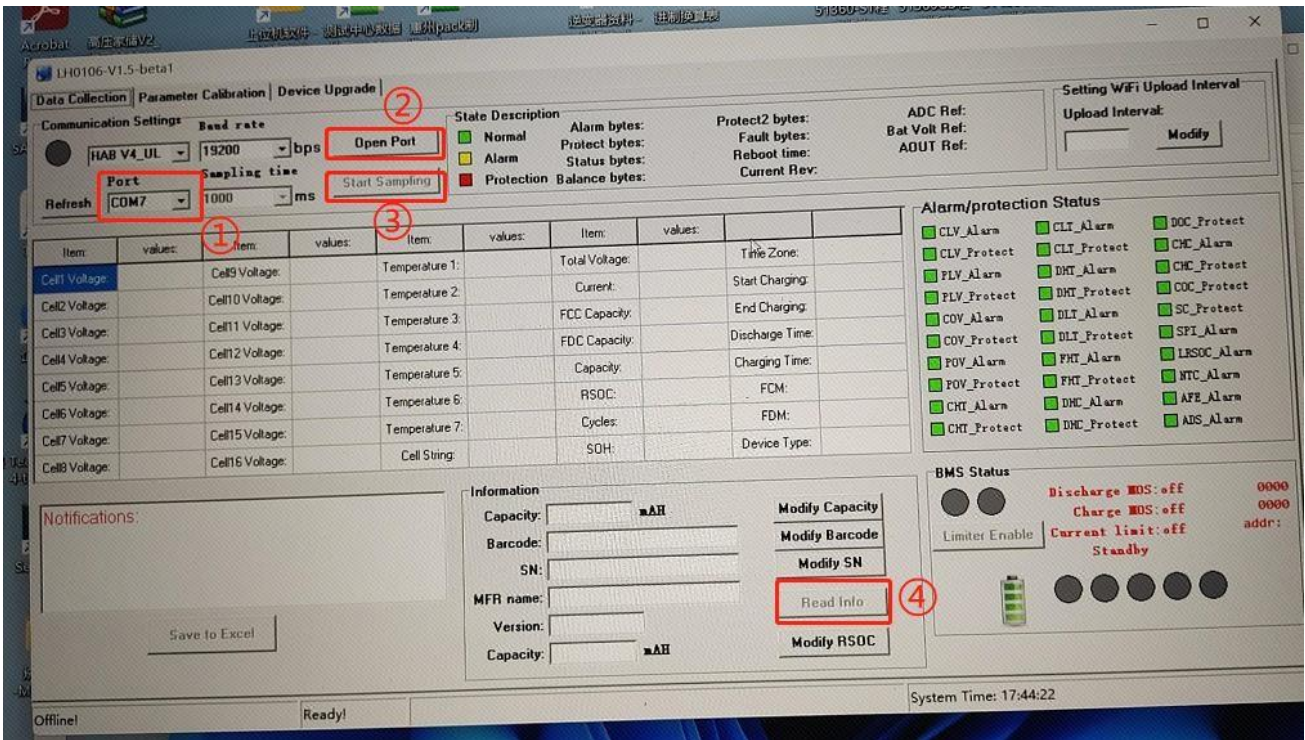 Acrobat
LH0106-V1.5-beta1
Data Collection Parameter Calibration Device Upgrade
②
Communication Settings
Baud rate
HAB V4_UL 19200 bps Open Port
Port
Sampling time
Refresh COM7 1000 ms Start Sampling
①
③
State Description
Normal
Alarm
Protection
Alarm bytes:
Protect bytes:
Status bytes:
Balance bytes:
Protect2 bytes:
Fault bytes:
Reboot time:
Current Rev:
ADC Ref:
Bat Volt Ref:
AOUT Ref:
Setting WiFi Upload Interval
Upload Interval:
Modify
Item: values: Item: values: Item: values: Item: values:
Cell1 Voltage: Cell9 Voltage: Temperature 1: Total Voltage: Time Zone:
Cell2 Voltage: Cell10 Voltage: Temperature 2: Current: Start Charging:
Cell3 Voltage: Cell11 Voltage: Temperature 3: FCC Capacity: End Charging:
Cell4 Voltage: Cell12 Voltage: Temperature 4: FDC Capacity: Discharge Time:
Cell5 Voltage: Cell13 Voltage: Temperature 5: Capacity: Charging Time:
Cell6 Voltage: Cell14 Voltage: Temperature 6: RSOC: FCM:
Cell7 Voltage: Cell15 Voltage: Temperature 7: Cycles: FDM:
Cell8 Voltage: Cell16 Voltage: Cell String: SOH: Device Type:
Alarm/protection Status
CLV_Alarm CLT_Alarm DOC_Protect
CLV_Protect CLT_Protect CHC_Alarm
PLV_Alarm DHT_Alarm CHC_Protect
PLV_Protect DHT_Protect COC_Protect
COV_Alarm DLT_Alarm SC_Protect
COV_Protect DLT_Protect SPI_Alarm
POV_Alarm FHT_Alarm LRSOC_Alarm
POV_Protect FHT_Protect NTC_Alarm
CHT_Alarm DHC_Alarm AFE_Alarm
CHT_Protect DHC_Protect ADS_Alarm
Notifications:
Save to Excel
Information
Capacity: mAH Modify Capacity
Barcode: Modify Barcode
SN: Modify SN
MFR name: Read Info ④
Version:
Capacity: mAH Modify RSOC
BMS Status
Discharge MOS:off 0000
Charge MOS:off 0000
Limiter Enable Current limit:off addr:
Standby
Offline! Ready! System Time: 17:44:22